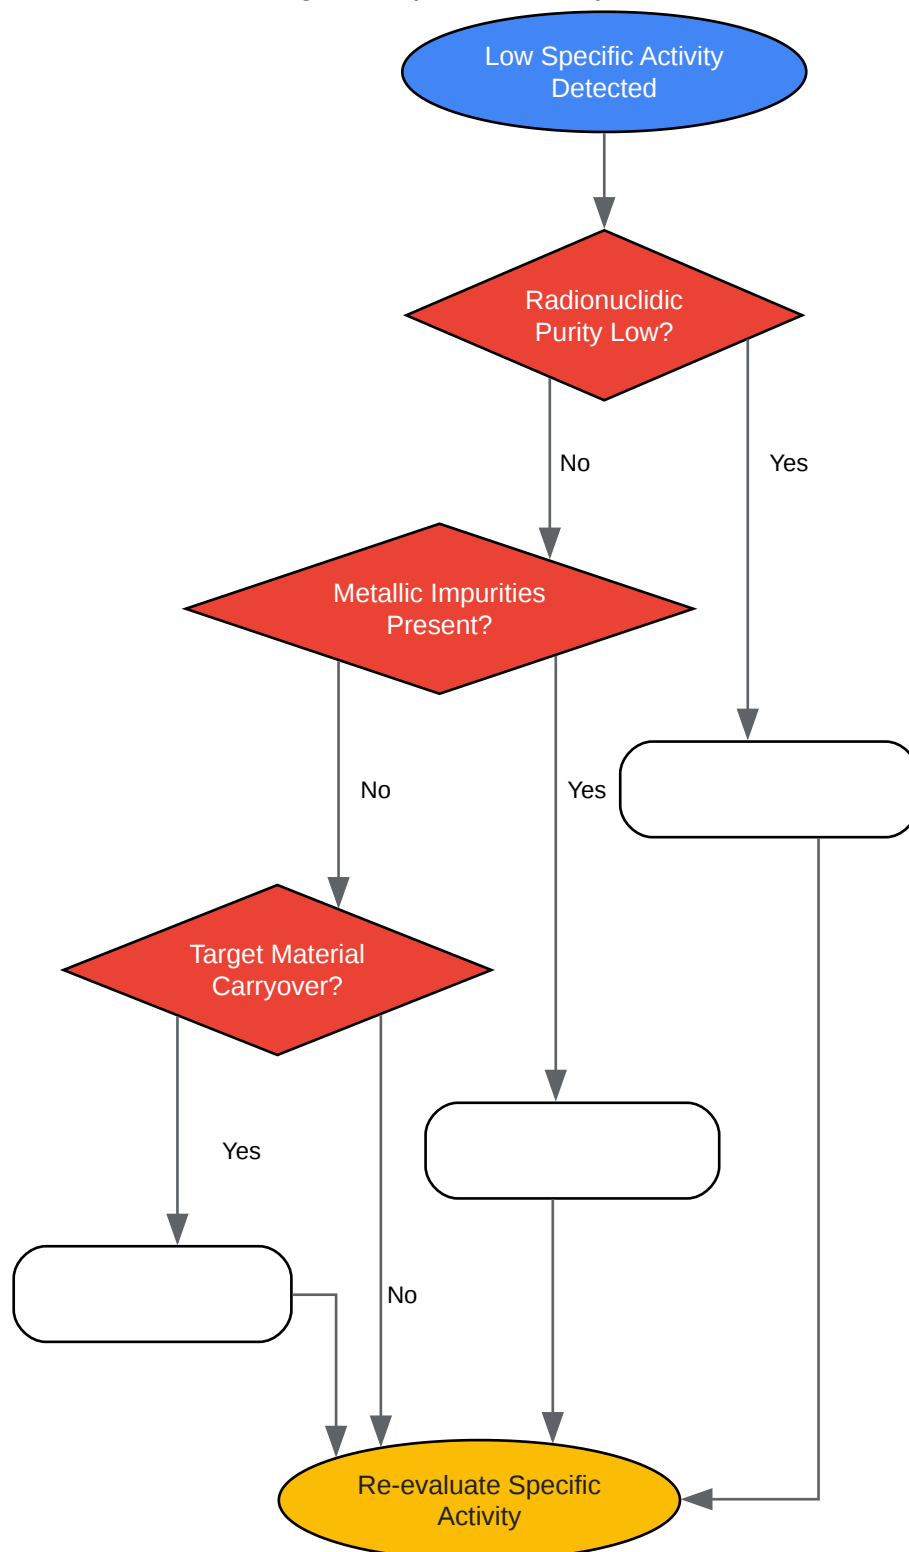 Low Specific Activity
Detected
Radionuclidic
Purity Low?
No
Yes
Metallic Impurities
Present?
No
Yes
Target Material
Carryover?
Yes
No
Re-evaluate Specific
Activity